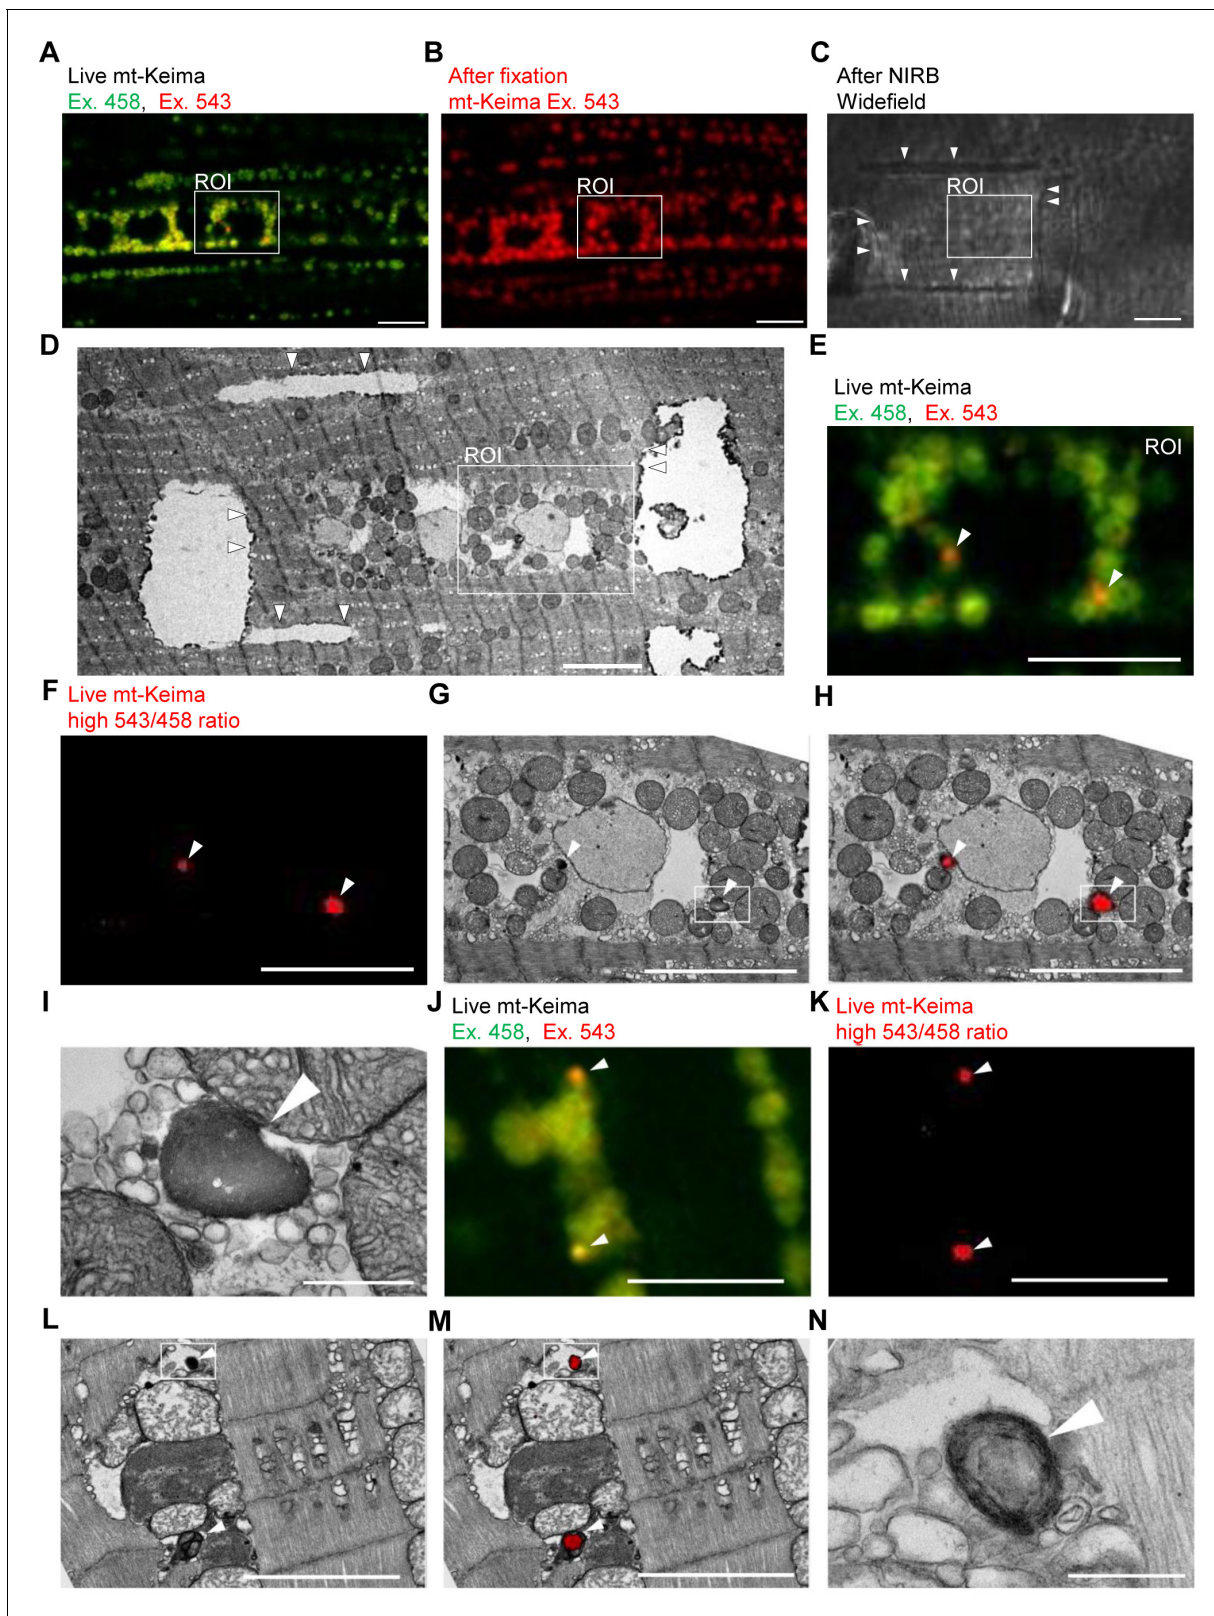 A
Live mt-Keima
Ex. 458, Ex. 543
ROI
B
After fixation
mt-Keima Ex. 543
ROI
C
After NIRB
Widefield
ROI
D
ROI
E
Live mt-Keima
Ex. 458, Ex. 543
ROI
F
Live mt-Keima
high 543/458 ratio
G
H
I
J
Live mt-Keima
Ex. 458, Ex. 543
K
Live mt-Keima
high 543/458 ratio
L
M
N